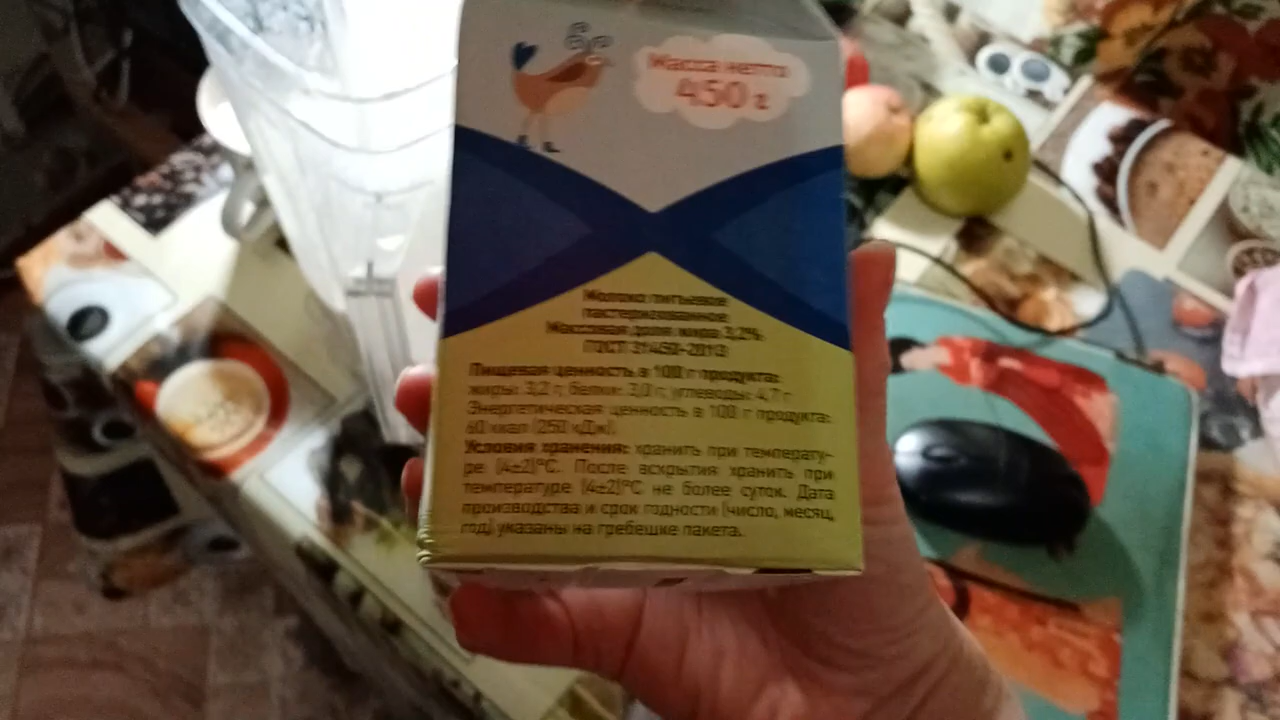 Масса нетто
450 г
Молоко питьевое
пастеризованное
Массовая доля жира 3,2%
ГОСТ 31450-2013
Пищевая ценность в 100 г продукта:
жиры: 3,2 г; белки: 3,0 г; углеводы: 4,7 г
Энергетическая ценность в 100 г продукта:
60 ккал (250 кДж).
Условия хранения: хранить при температу-
ре (4±2)°С. После вскрытия хранить при
температуре (4±2)°С не более суток. Дата
производства и срок годности (число, месяц,
год) указаны на гребешке пакета.